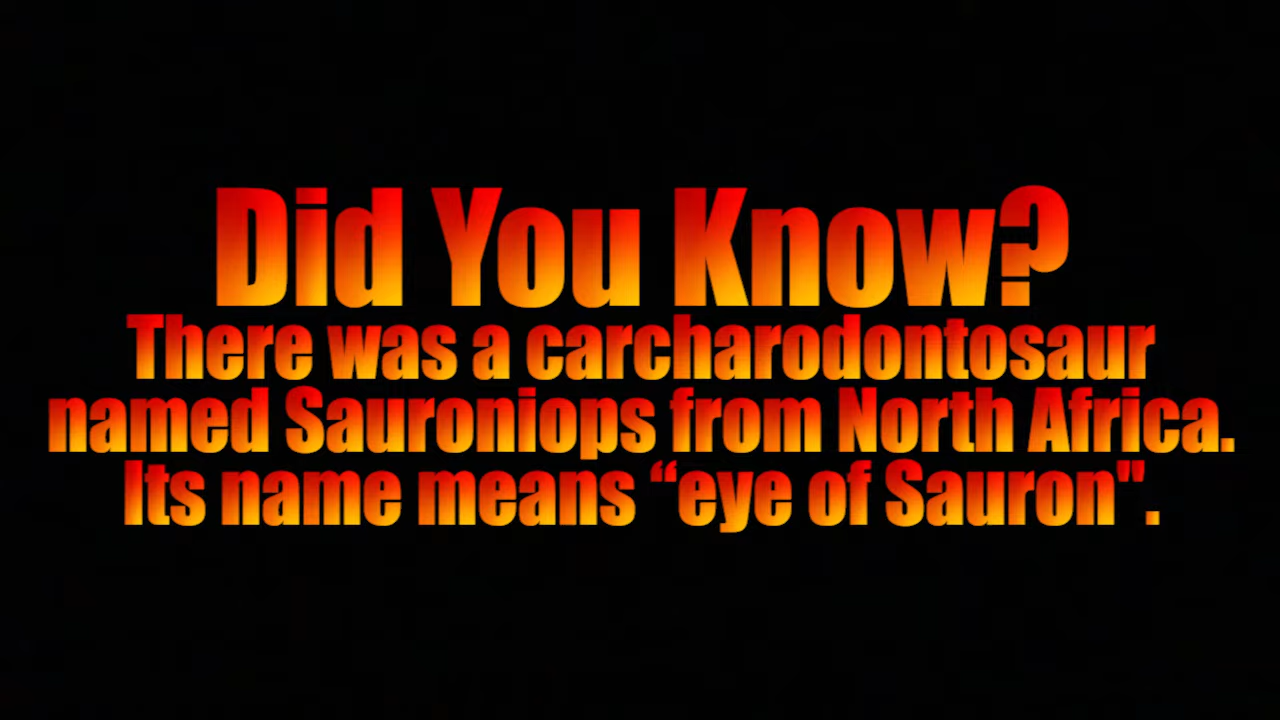 Did You Know?
There was a carcharodontosaur
named Sauroniops from North Africa.
Its name means “eye of Sauron".